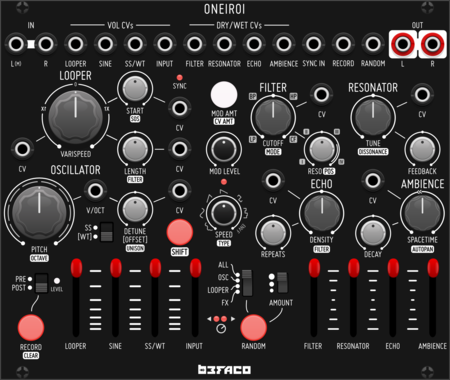 ONEIROI
IN
VOL CVs
DRY/WET CVs
OUT
L(M)
R
LOOPER
SINE
SS/WT
INPUT
FILTER
RESONATOR
ECHO
AMBIENCE
SYNC IN
RECORD
RANDOM
L
R
LOOPER
SYNC
FILTER
RESONATOR
START
SOS
CV
MOD AMT
CV AMT
CV
CV
VARISPEED
CUTOFF
MODE
TUNE
DISSONANCE
CV
LENGTH
FILTER
CV
MOD LEVEL
RESO
POS
FEEDBACK
OSCILLATOR
V/OCT
CV
CV
ECHO
CV
AMBIENCE
SS
[WT]
DETUNE
[OFFSET]
UNISON
SPEED
TYPE
PITCH
OCTAVE
SHIFT
REPEATS
DENSITY
FILTER
DECAY
SPACETIME
AUTOPAN
PRE
POST
LEVEL
ALL
OSC
LOOPER
FX
AMOUNT
RECORD
CLEAR
LOOPER
SINE
SS/WT
INPUT
RANDOM
FILTER
RESONATOR
ECHO
AMBIENCE
BEFACO